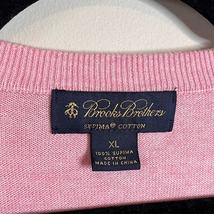 Brooks Brothers
SUPIMA® COTTON
XL
100% SUPIMA
COTTON
MADE IN CHINA